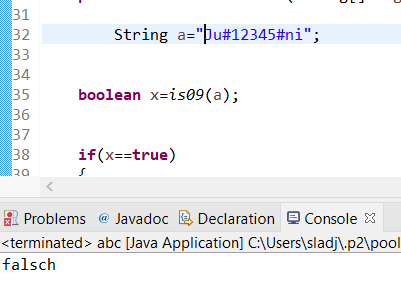 31
32 String a="Ju#12345#ni";
33
34
35 boolean x=is09(a);
36
37
38 if(x==true)
39 {
Problems @ Javadoc Declaration Console
<terminated> abc [Java Application] C:\Users\sladj\.p2\pool
falsch